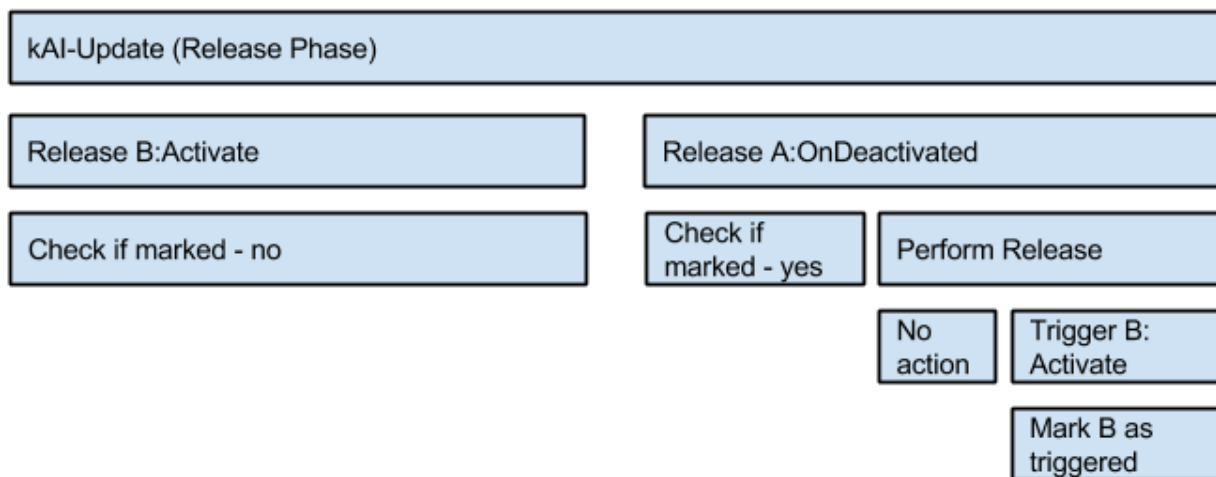 kAI-Update (Release Phase)
Release B:Activate
Release A:OnDeactivated
Check if marked - no
Check if
marked - yes
Perform Release
No
action
Trigger B:
Activate
Mark B as
triggered